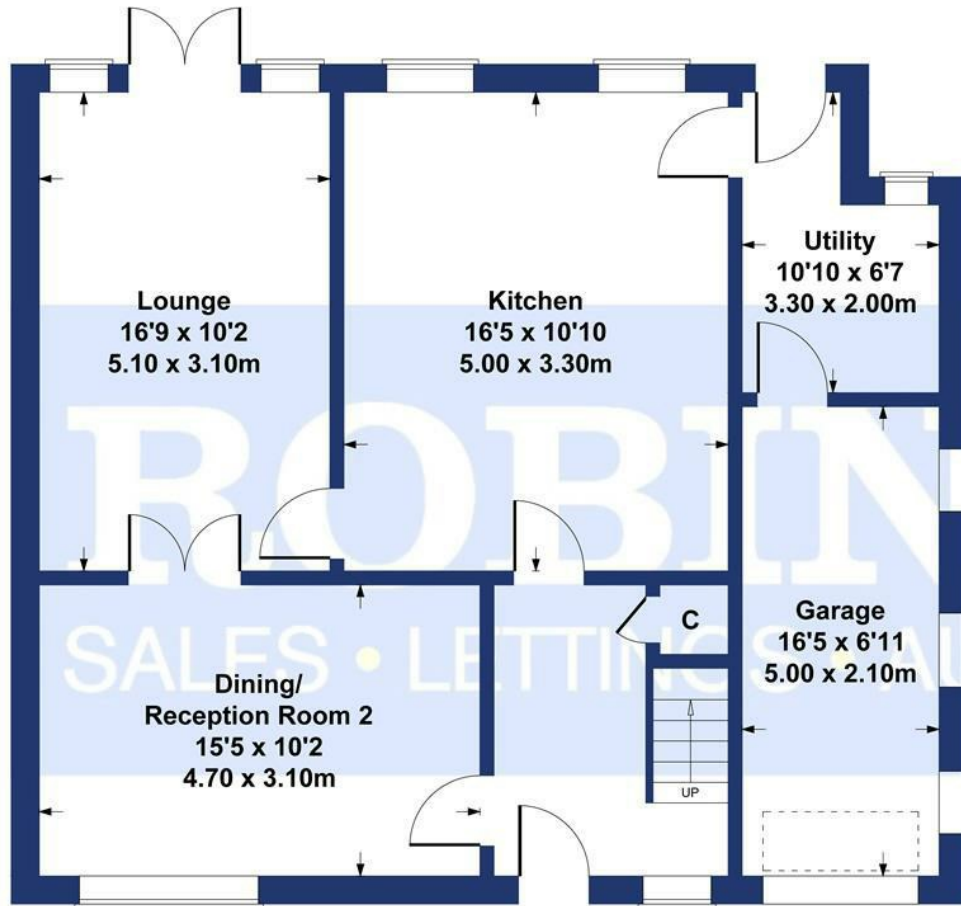 Lounge
16'9 x 10'2
5.10 x 3.10m
Kitchen
16'5 x 10'10
5.00 x 3.30m
Utility
10'10 x 6'7
3.30 x 2.00m
Dining/
Reception Room 2
15'5 x 10'2
4.70 x 3.10m
C
UP
Garage
16'5 x 6'11
5.00 x 2.10m
ROBIN
SALES • LETTINGS • AU